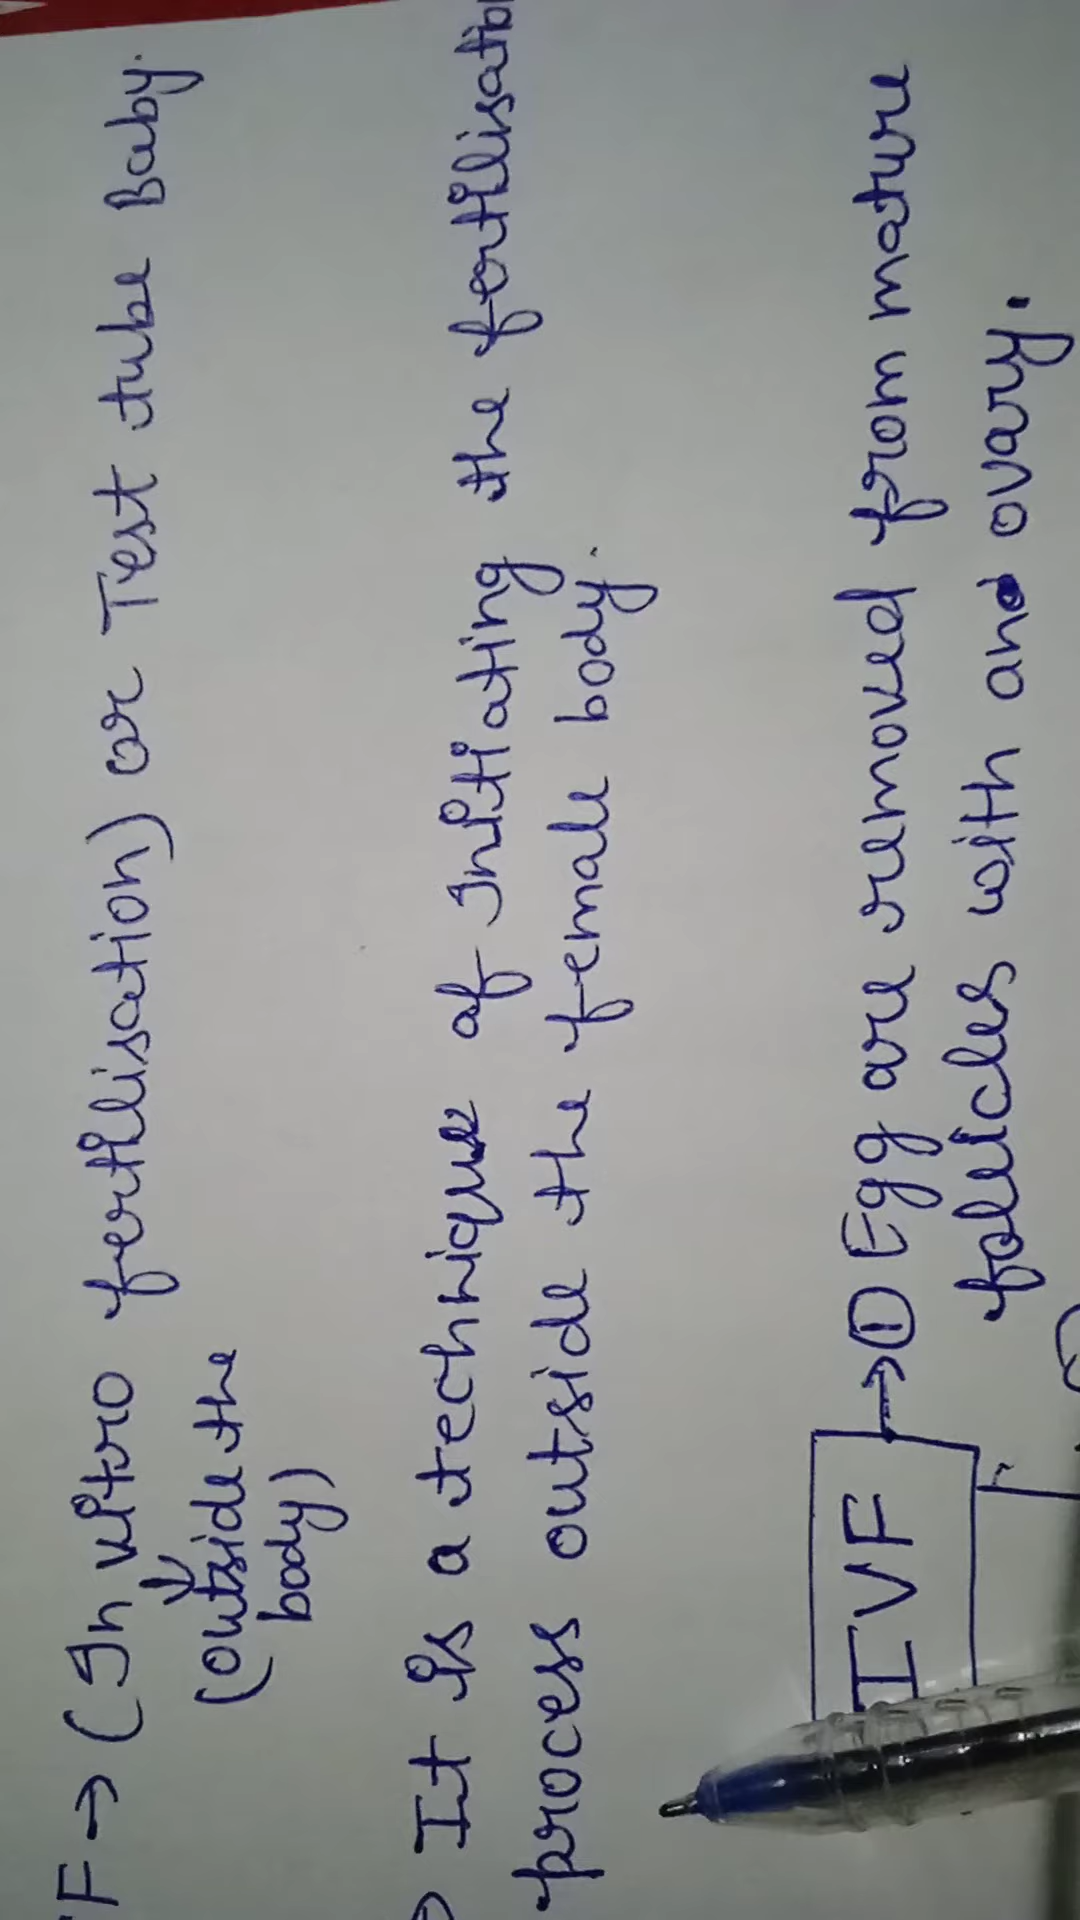 F → (In vitro fertilisation) or Test tube Baby.
(outside the
body)
It is a technique of Initiating the fertilisatio
process outside the female body.
IVF → ① Egg are removed from mature
follicles with and ovary.